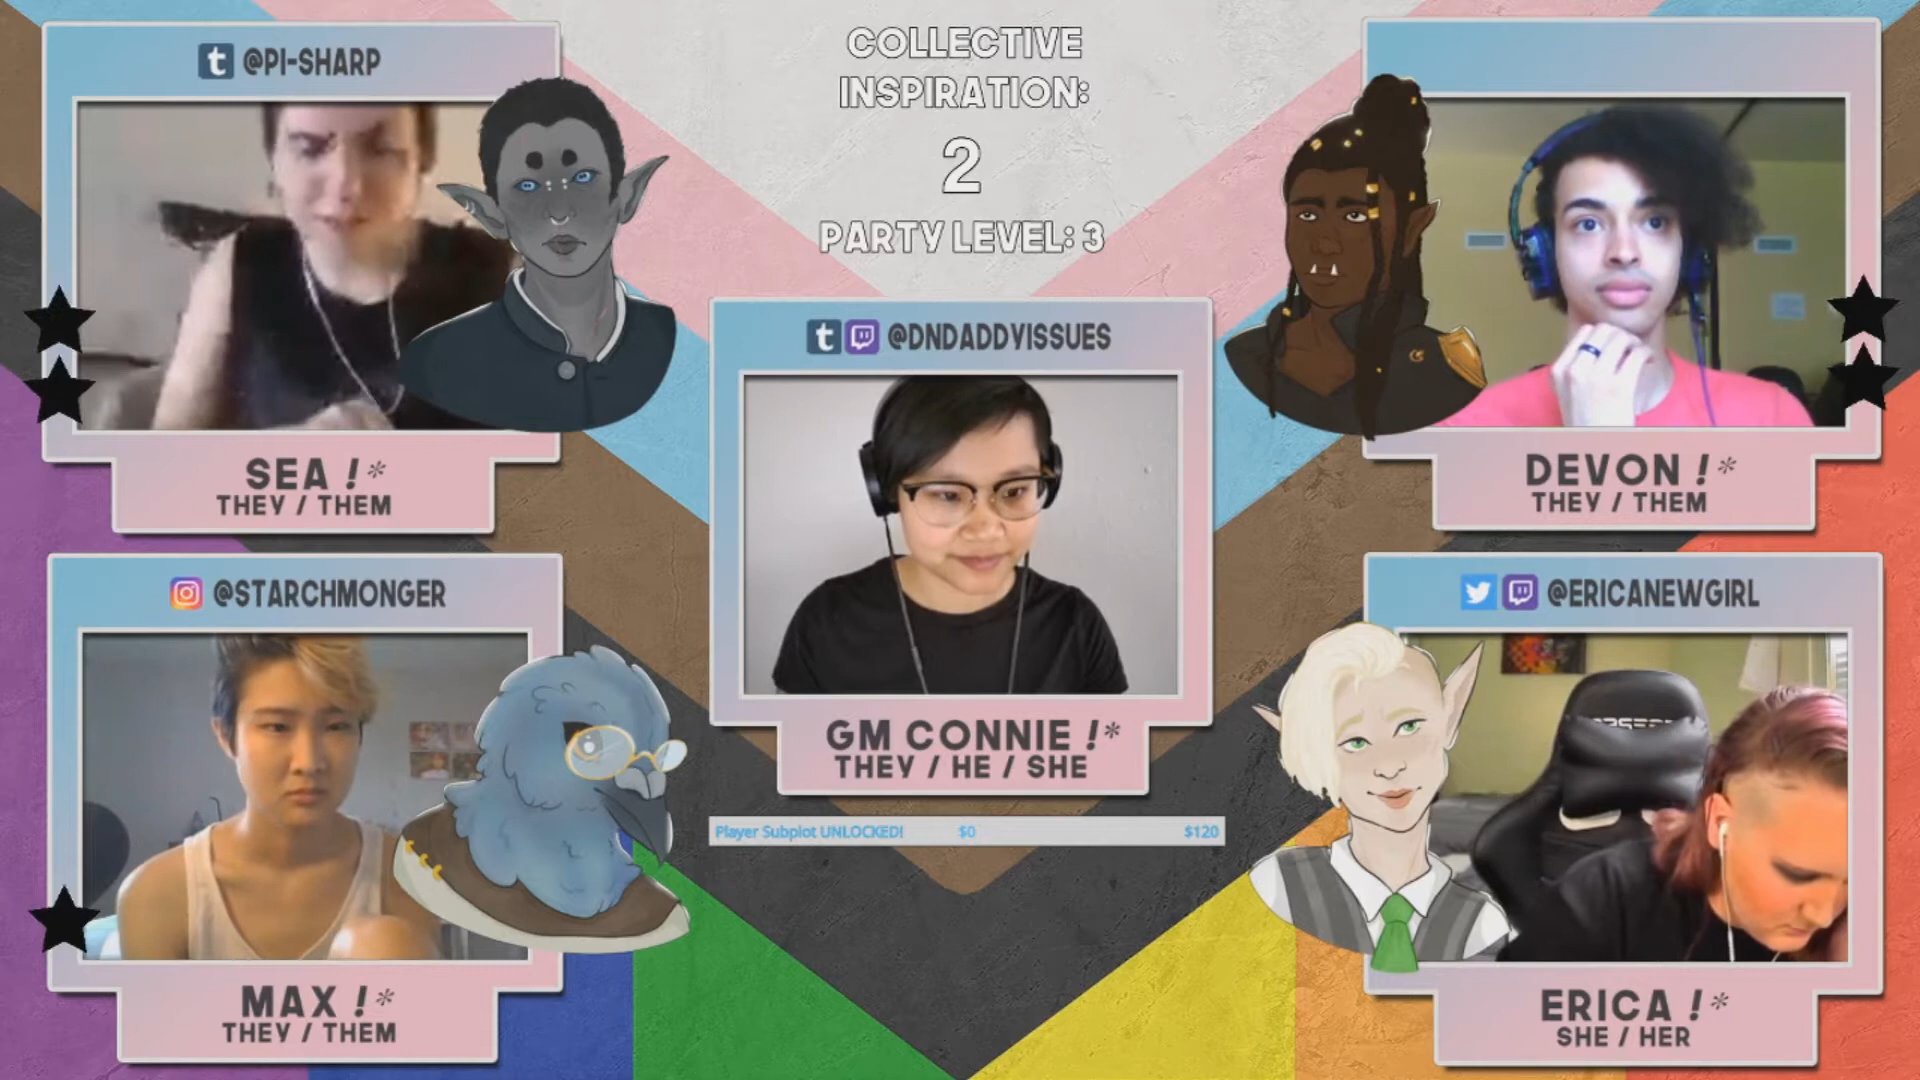 @PI-SHARP
SEA !*
THEY / THEM
COLLECTIVE
INSPIRATION:
2
PARTY LEVEL: 3
@DNDADDYISSUES
GM CONNIE !*
THEY / HE / SHE
Player Subplot UNLOCKED! $0 $120
DEVON !*
THEY / THEM
@STARCHMONGER
MAX !*
THEY / THEM
@ERICANEWGIRL
ERICA !*
SHE / HER